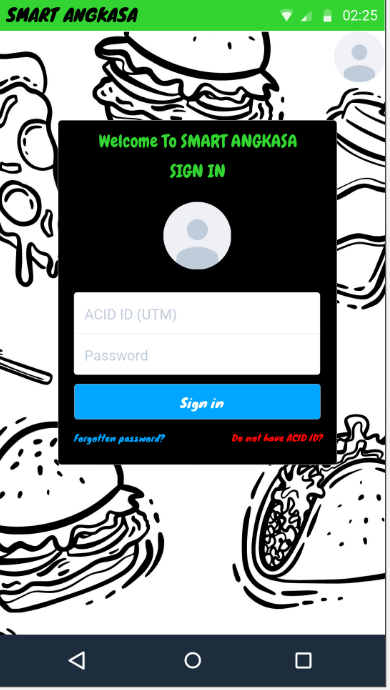 SMART ANGKASA
02:25
Welcome To SMART ANGKASA
SIGN IN
ACID ID (UTM)
Password
Sign in
Forgotten password?
Do not have ACID ID?